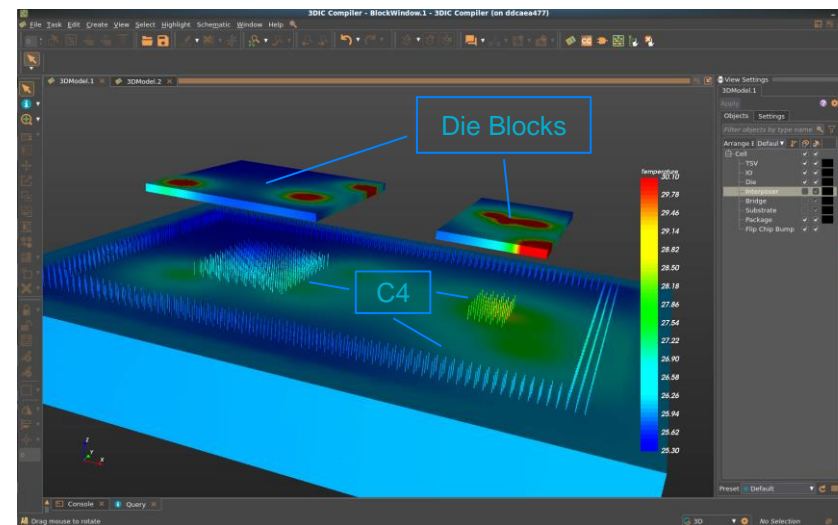 3DIC Compiler - BlockWindow.1 - 3DIC Compiler (on ddcaea477)
File Task Edit Create View Select Highlight Schematic Window Help
3DModel.1 3DModel.2
View Settings
3DModel.1
Apply
Objects Settings
Filter objects by type name
Arrange E Defaul
Cell
TSV
IO
Die
Interposer
Bridge
Substrate
Package
Flip Chip Bump
Die Blocks
C4
Temperature
30.10
29.78
29.46
29.14
28.82
28.50
28.18
27.86
27.54
27.22
26.90
26.58
26.26
25.94
25.62
25.30
Z
Y
X
Preset Default
Console Query
Drag mouse to rotate
3D
No Selection